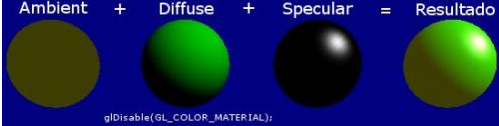 Ambient + Diffuse + Specular = Resultado
glDisable(GL_COLOR_MATERIAL);